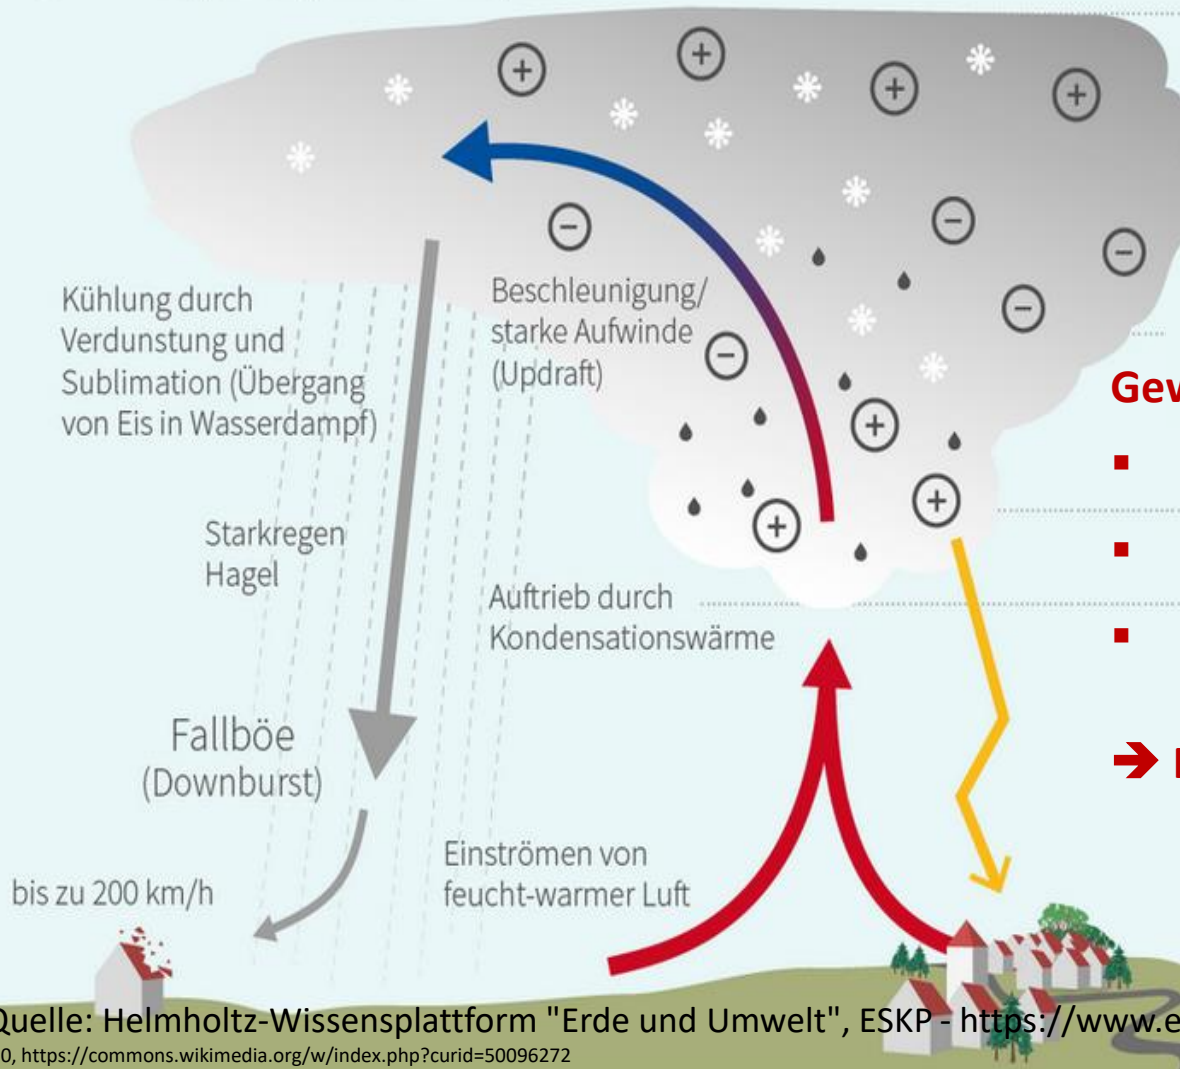 Kühlung durch
Verdunstung und
Sublimation (Übergang
von Eis in Wasserdampf)
Beschleunigung/
starke Aufwinde
(Updraft)
Starkregen
Hagel
Auftrieb durch
Kondensationswärme
Fallböe
(Downburst)
Einströmen von
feucht-warmer Luft
bis zu 200 km/h
Quelle: Helmholtz-Wissensplattform "Erde und Umwelt", ESKP - https://www.e
0, https://commons.wikimedia.org/w/index.php?curid=50096272